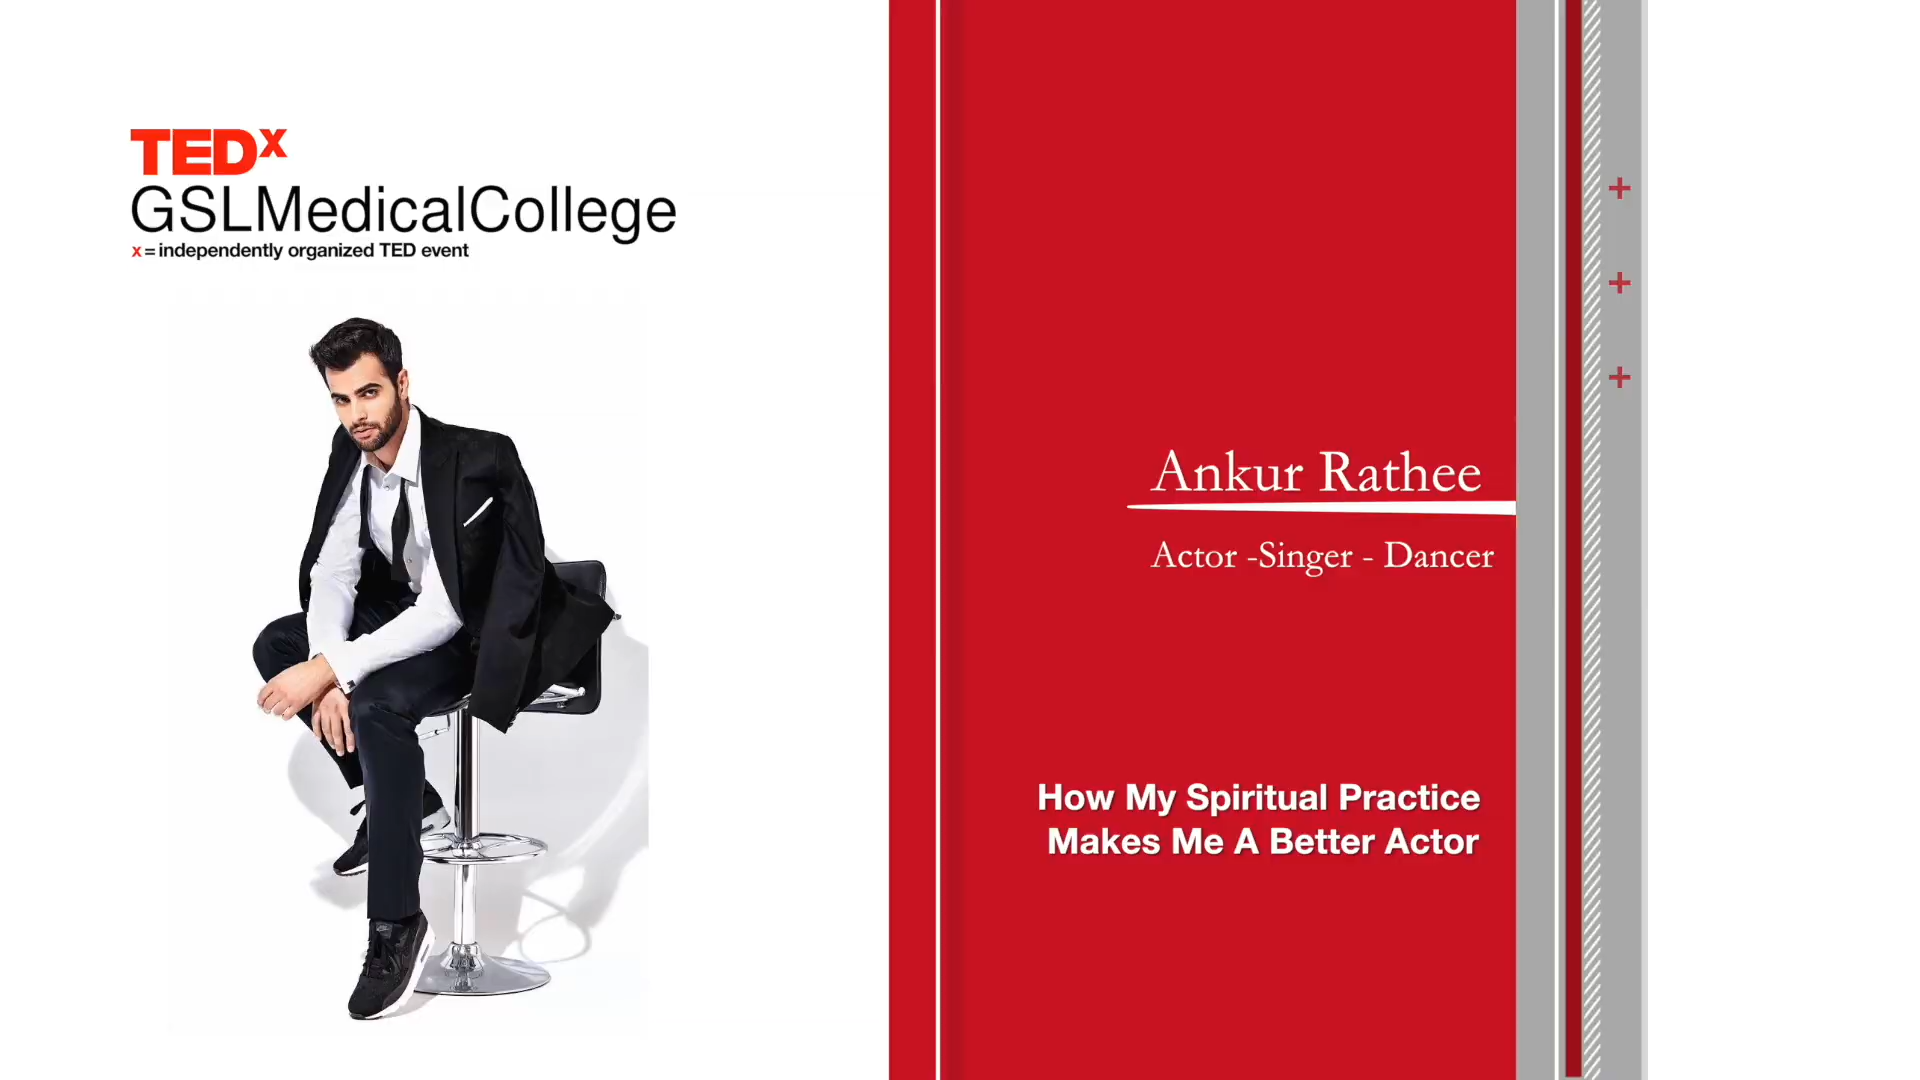 TEDx
GSLMedicalCollege
x = independently organized TED event
Ankur Rathee
Actor -Singer - Dancer
How My Spiritual Practice
Makes Me A Better Actor